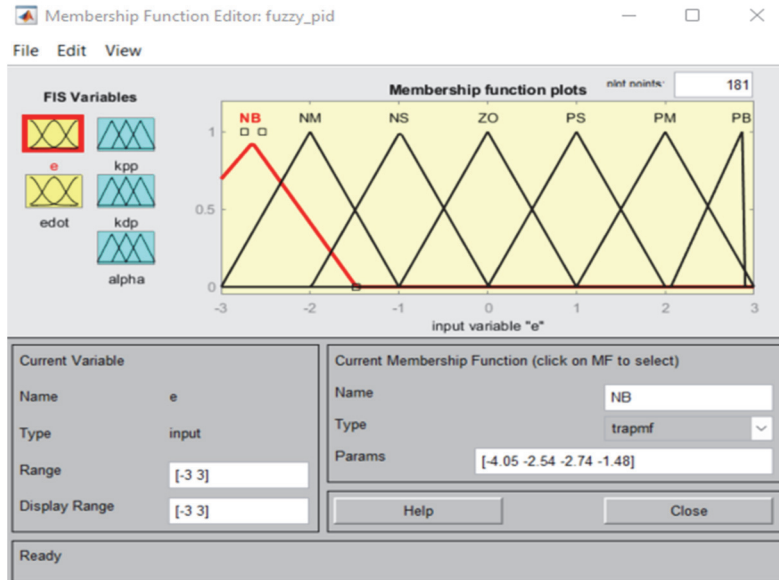 Membership Function Editor: fuzzy_pid
File Edit View
FIS Variables
e
kpp
edot
kdp
alpha
Membership function plots
plot points:
181
NB NM NS ZO PS PM PB
1
0.5
0
-3 -2 -1 0 1 2 3
input variable "e"
Current Variable
Name e
Type input
Range [-3 3]
Display Range [-3 3]
Current Membership Function (click on MF to select)
Name NB
Type trapmf
Params [-4.05 -2.54 -2.74 -1.48]
Help Close
Ready